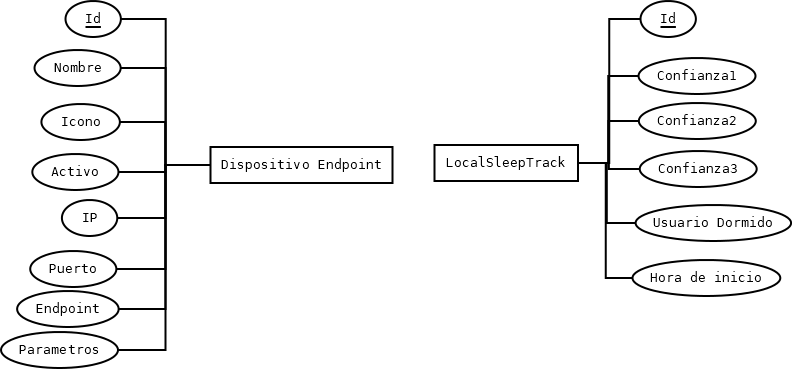 Id
Nombre
Icono
Activo
IP
Puerto
Endpoint
Parametros
Dispositivo Endpoint
LocalSleepTrack
Id
Confianza1
Confianza2
Confianza3
Usuario Dormido
Hora de inicio